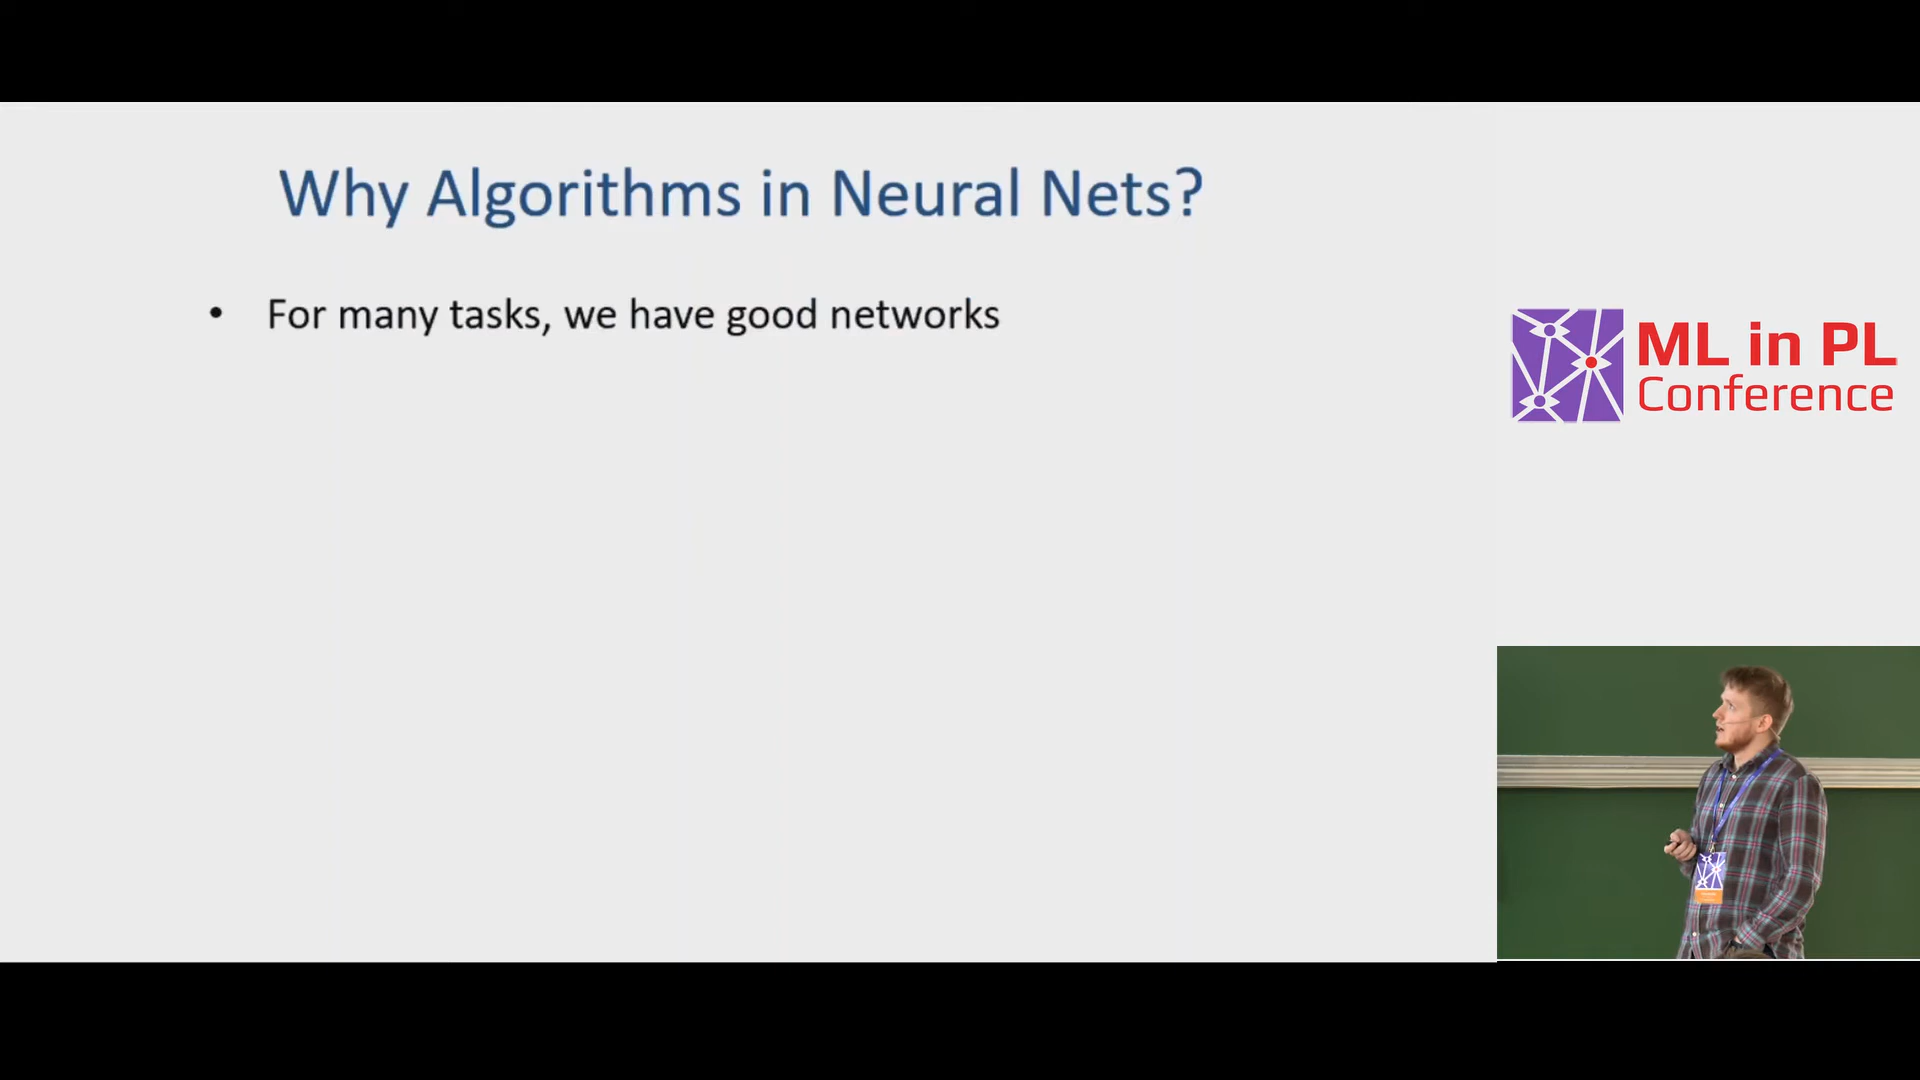 Why Algorithms in Neural Nets?
• For many tasks, we have good networks
ML in PL
Conference